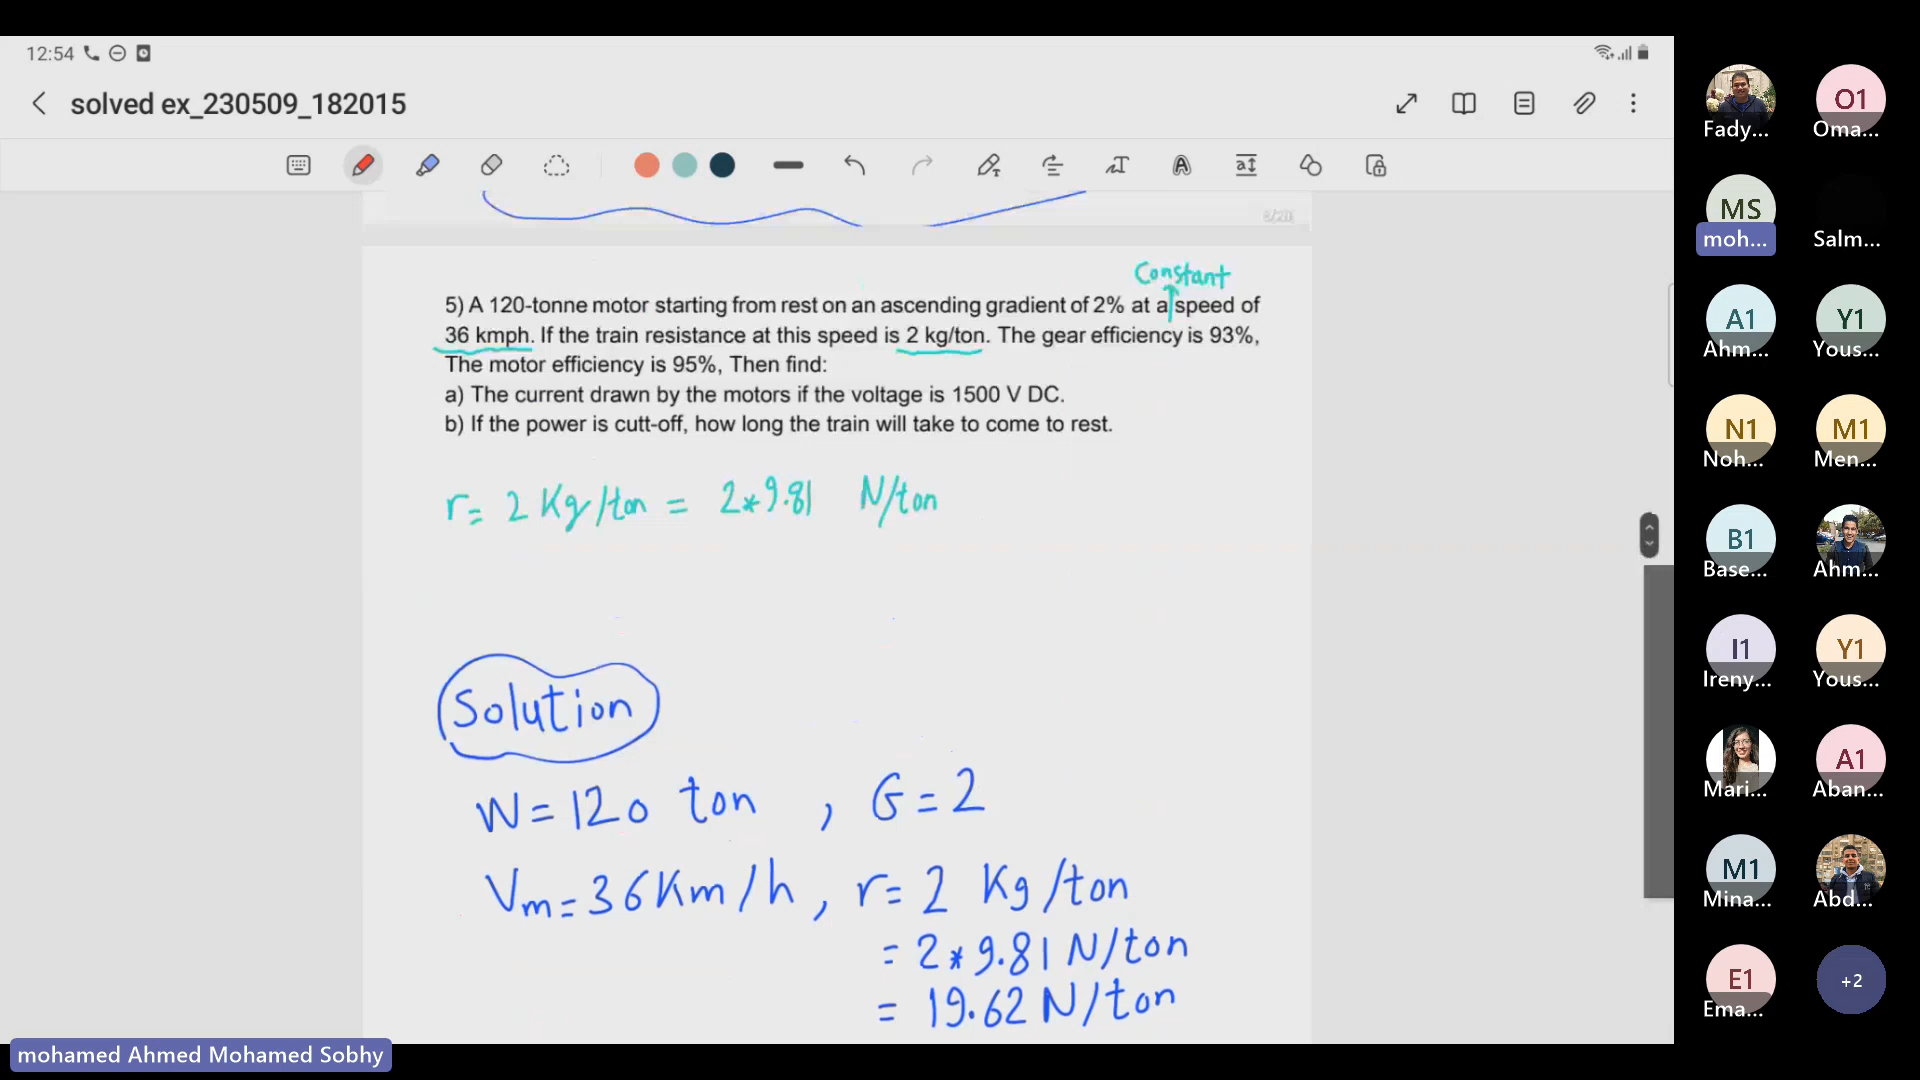 12:54
solved ex_230509_182015
8/20
Constant
5) A 120-tonne motor starting from rest on an ascending gradient of 2% at a speed of
36 kmph. If the train resistance at this speed is 2 kg/ton. The gear efficiency is 93%,
The motor efficiency is 95%, Then find:
a) The current drawn by the motors if the voltage is 1500 V DC.
b) If the power is cutt-off, how long the train will take to come to rest.
r= 2 Kg/ton = 2*9.81 N/ton
Solution
W=120 ton , G=2
Vm=36Km/h, r= 2 Kg/ton
= 2*9.81 N/ton
= 19.62 N/ton
mohamed Ahmed Mohamed Sobhy
Fady...
O1
Oma...
MS
moh...
Salm...
A1
Ahm...
Y1
Yous...
N1
Noh...
M1
Men...
B1
Base...
Ahm...
I1
Ireny...
Y1
Yous...
Mari...
A1
Aban...
M1
Mina...
Abd...
E1
Ema...
+2